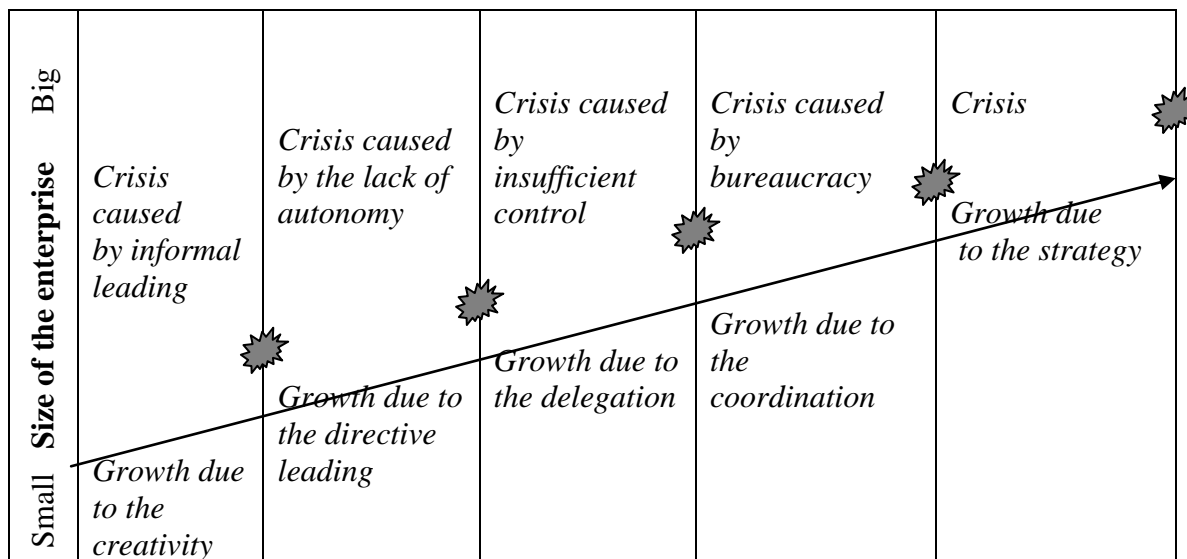 Small Size of the enterprise Big
Crisis
caused
by informal
leading
Growth due
to the
creativity
Crisis caused
by the lack of
autonomy
Growth due to
the directive
leading
Crisis caused
by
insufficient
control
Growth due to
the delegation
Crisis caused
by
bureaucracy
Growth due to
the
coordination
Crisis
Growth due
to the strategy